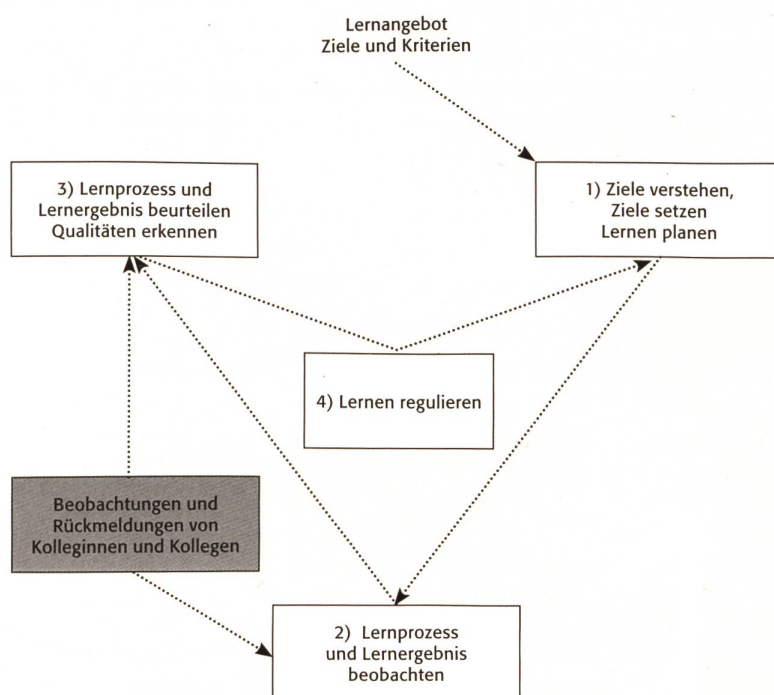 Lernangebot
Ziele und Kriterien
3) Lernprozess und
Lernergebnis beurteilen
Qualitäten erkennen
1) Ziele verstehen,
Ziele setzen
Lernen planen
4) Lernen regulieren
Beobachtungen und
Rückmeldungen von
Kolleginnen und Kollegen
2) Lernprozess
und Lernergebnis
beobachten